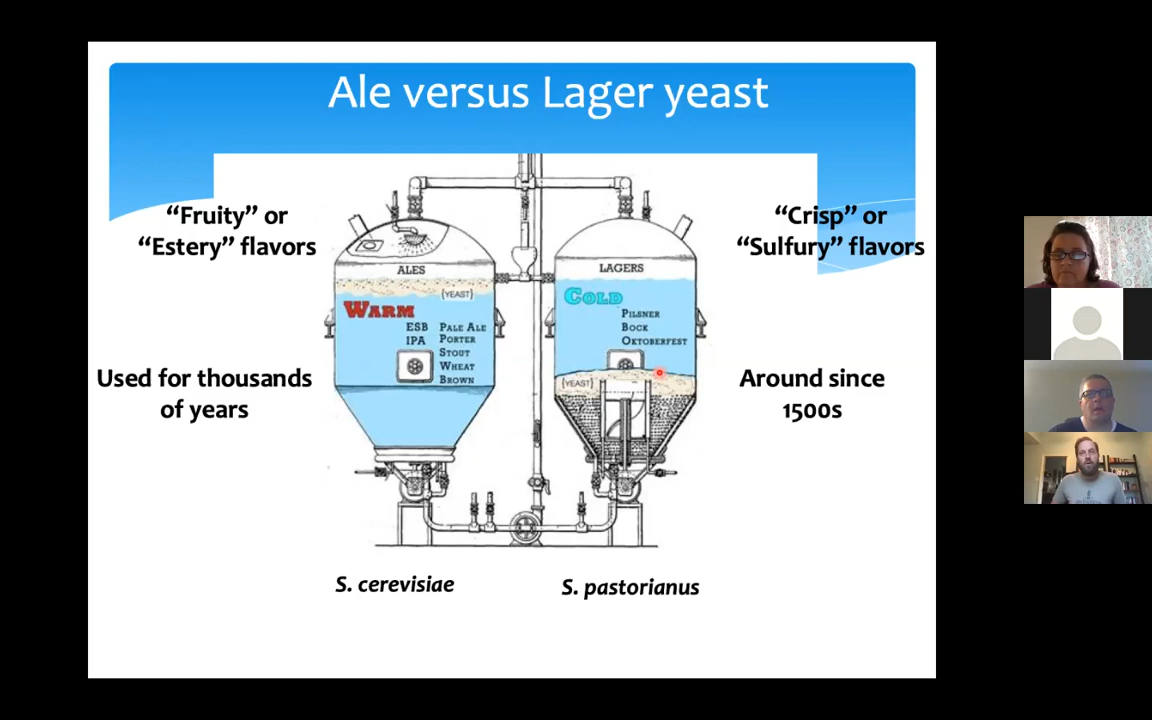 Ale versus Lager yeast
“Fruity” or
“Estery” flavors
“Crisp” or
“Sulfury” flavors
ALES
{YEAST}
WARM
ESB
IPA
PALE ALE
PORTER
STOUT
WHEAT
BROWN
LAGERS
COLD
PILSNER
BOCK
OKTOBERFEST
{YEAST}
Used for thousands
of years
Around since
1500s
S. cerevisiae
S. pastorianus